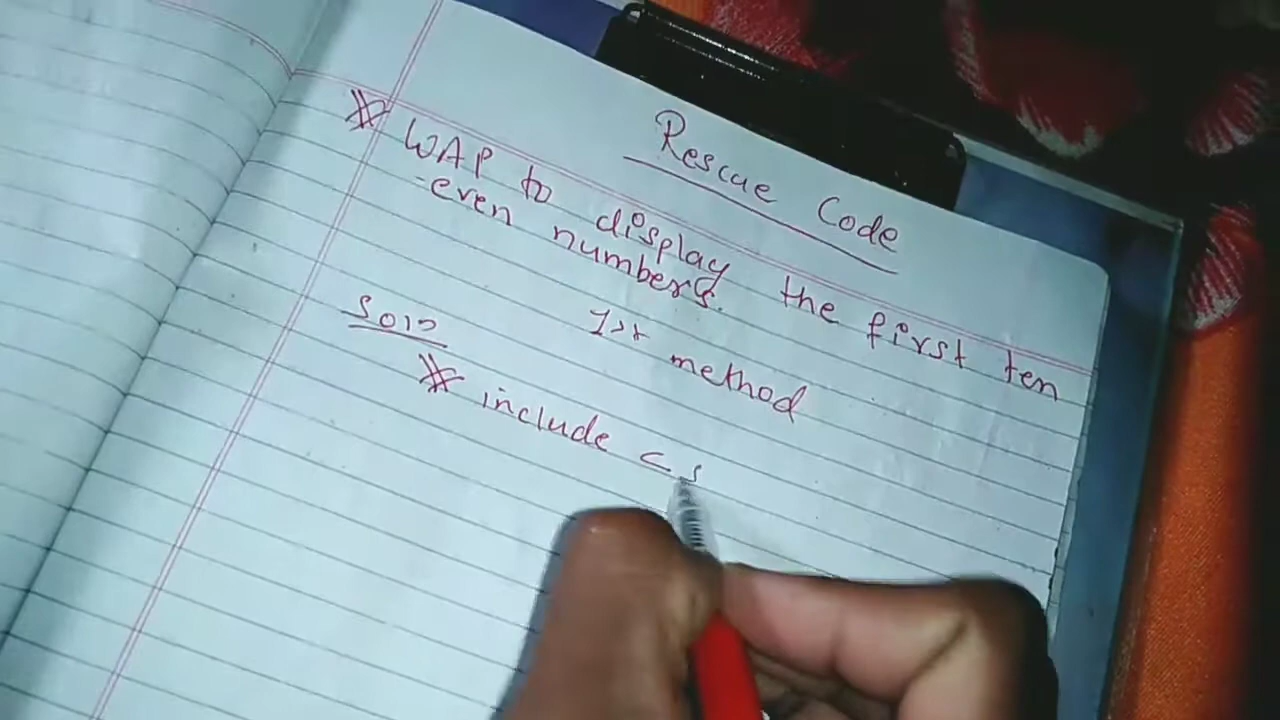 Rescue Code
WAP to display the first ten
-even numbers.
Soln
1st method
# include <s